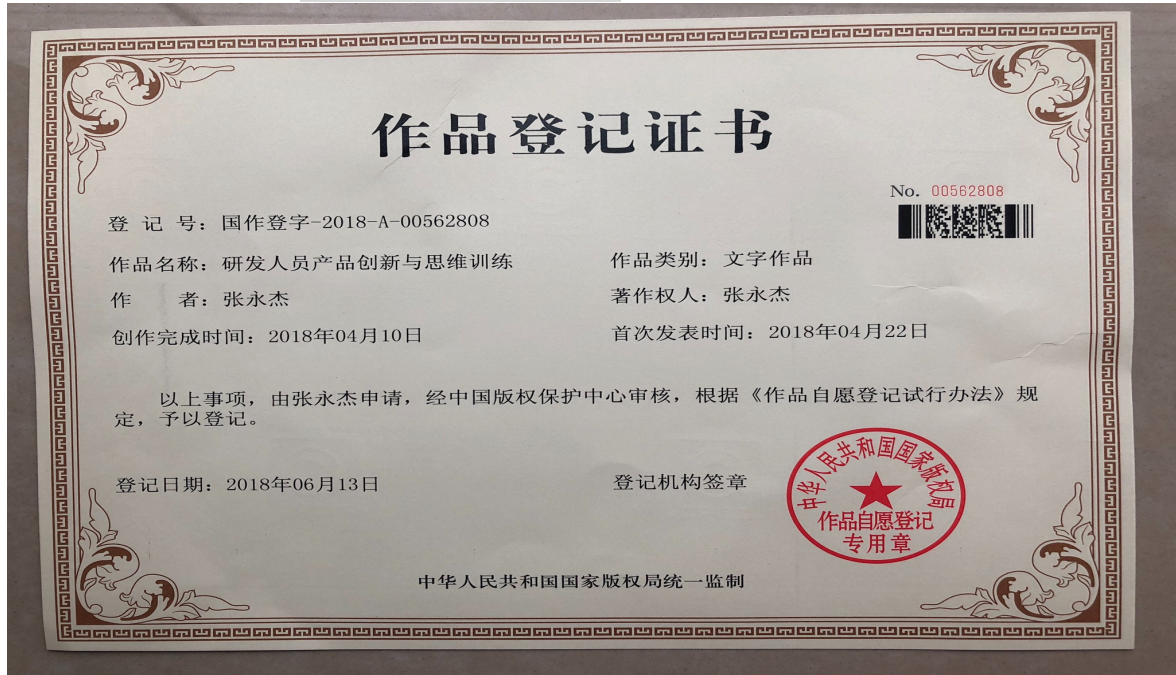 作品登记证书
No. 00562808
登 记 号：国作登字-2018-A-00562808
作品名称：研发人员产品创新与思维训练
作品类别：文字作品
作 者：张永杰
著作权人：张永杰
创作完成时间：2018年04月10日
首次发表时间：2018年04月22日
以上事项，由张永杰申请，经中国版权保护中心审核，根据《作品自愿登记试行办法》规
定，予以登记。
登记日期：2018年06月13日
登记机构签章
中华人民共和国国家版权局
作品自愿登记
专用章
中华人民共和国国家版权局统一监制